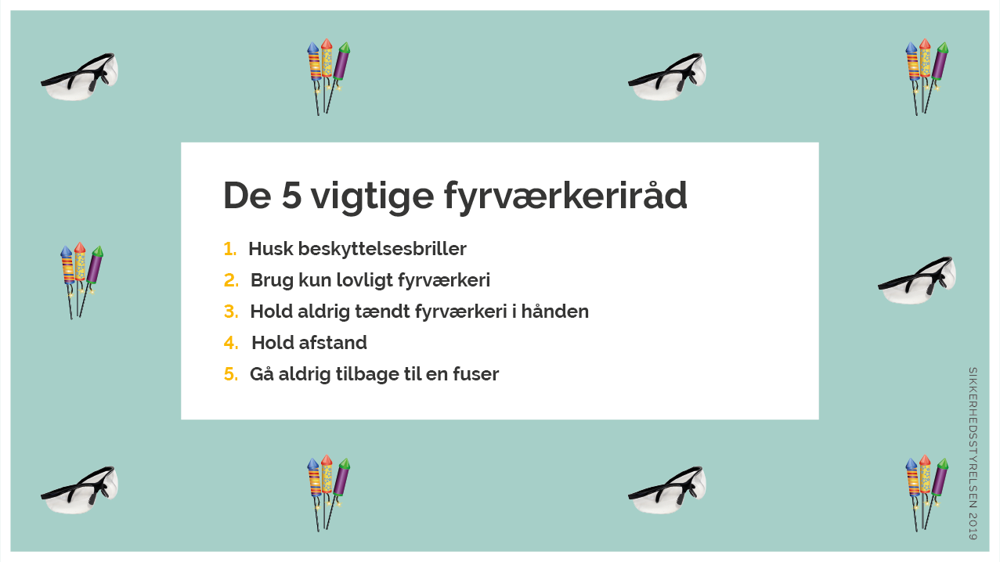 De 5 vigtige fyrværkeriråd
1. Husk beskyttelsesbriller
2. Brug kun lovligt fyrværkeri
3. Hold aldrig tændt fyrværkeri i hånden
4. Hold afstand
5. Gå aldrig tilbage til en fuser
SIKKERHEDSSTYRELSEN 2019